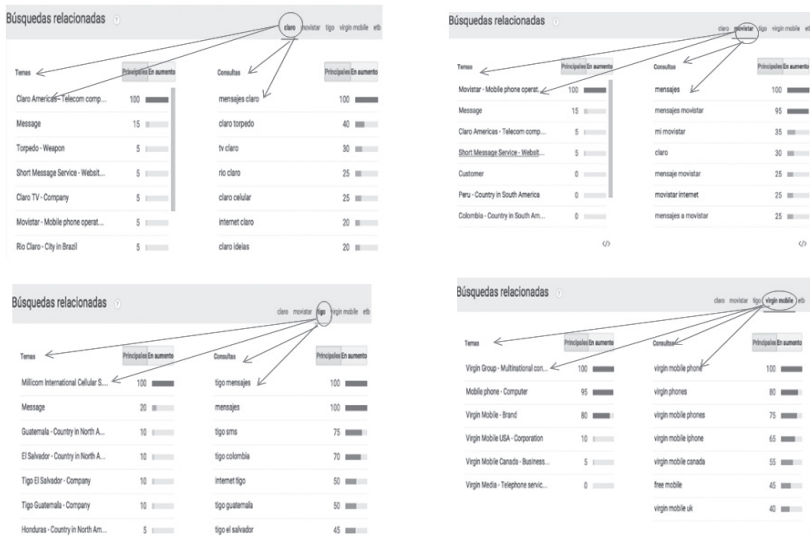 Búsquedas relacionadas ?
claro movistar tigo virgin mobile etb
Temas Principales En aumento Consultas Principales En aumento
Claro Americas - Telecom comp... 100 mensajes claro 100
Message 15 claro torpedo 40
Torpedo - Weapon 5 tv claro 30
Short Message Service - Websit... 5 rio claro 25
Claro TV - Company 5 claro celular 25
Movistar - Mobile phone operat... 5 internet claro 20
Rio Claro - City in Brazil 5 claro ideias 20
Búsquedas relacionadas
claro movistar tigo virgin mobile etb
Temas Principales En aumento Consultas Principales En aumento
Movistar - Mobile phone operat... 100 mensajes 100
Message 15 mensajes movistar 95
Claro Americas - Telecom comp... 5 mi movistar 35
Short Message Service - Websit... 5 claro 30
Customer 0 mensaje movistar 25
Peru - Country in South America 0 movistar internet 25
Colombia - Country in South Am... 0 mensajes a movistar 25
</>
</>
Búsquedas relacionadas ?
claro movistar tigo virgin mobile etb
Temas Principales En aumento Consultas Principales En aumento
Millicom International Cellular S.... 100 tigo mensajes 100
Message 20 mensajes 100
Guatemala - Country in North A... 10 tigo sms 75
El Salvador - Country in North A... 10 tigo colombia 70
Tigo El Salvador - Company 10 internet tigo 50
Tigo Guatemala - Company 10 tigo guatemala 50
Honduras - Country in North Am... 5 tigo el salvador 45
Búsquedas relacionadas
claro movistar tigo virgin mobile etb
Temas Principales En aumento Consultas Principales En aumento
Virgin Group - Multinational con... 100 virgin mobile phone 100
Mobile phone - Computer 95 virgin phones 80
Virgin Mobile - Brand 80 virgin mobile phones 75
Virgin Mobile USA - Corporation 10 virgin mobile iphone 65
Virgin Mobile Canada - Business... 5 virgin mobile canada 55
Virgin Media - Telephone servic... 0 free mobile 45
virgin mobile uk 40